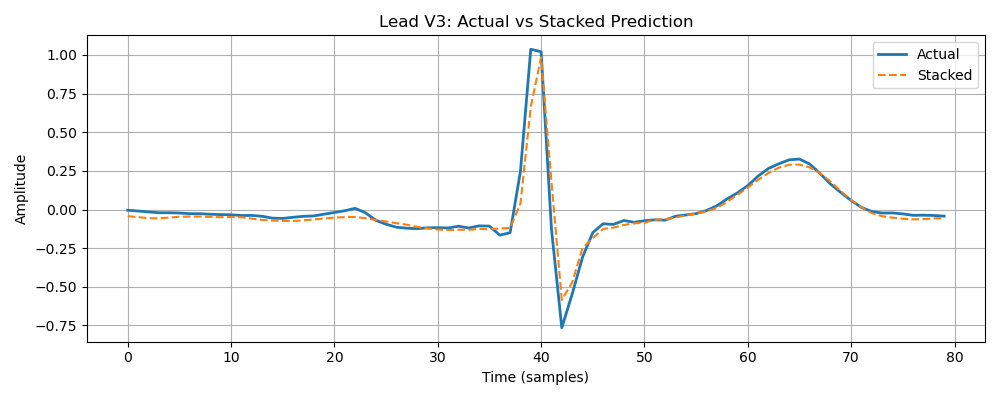 Lead V3: Actual vs Stacked Prediction
Actual
Stacked
Amplitude
1.00
0.75
0.50
0.25
0.00
−0.25
−0.50
−0.75
0 10 20 30 40 50 60 70 80
Time (samples)